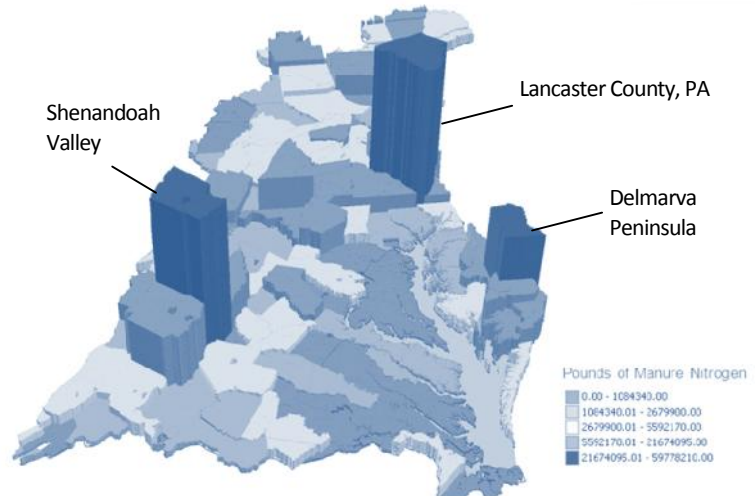 Lancaster County, PA
Shenandoah
Valley
Delmarva
Peninsula
Pounds of Manure Nitrogen
0.00 - 1084340.00
1084340.01 - 2679900.00
2679900.01 - 5592170.00
5592170.01 - 21674095.00
21674095.01 - 59778210.00